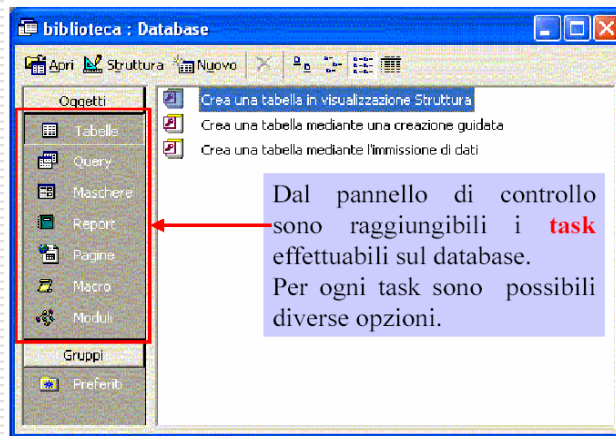 biblioteca : Database
Apri Struttura Nuovo
Oggetti
Tabelle
Query
Maschere
Report
Pagine
Macro
Moduli
Gruppi
Preferiti
Crea una tabella in visualizzazione Struttura
Crea una tabella mediante una creazione guidata
Crea una tabella mediante l'immissione di dati
Dal pannello di controllo
sono raggiungibili i task
effettuabili sul database.
Per ogni task sono possibili
diverse opzioni.